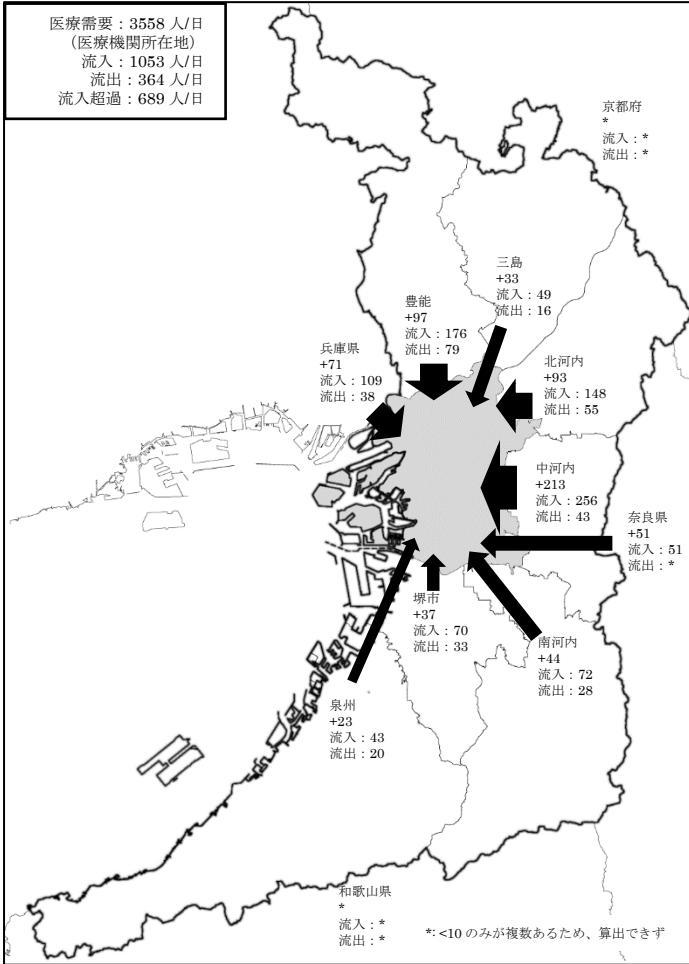 医療需要：3558 人/日
（医療機関所在地）
流入：1053 人/日
流出：364 人/日
流入超過：689 人/日
京都府
*
流入：*
流出：*
三島
+33
流入：49
流出：16
豊能
+97
流入：176
流出：79
兵庫県
+71
流入：109
流出：38
北河内
+93
流入：148
流出：55
中河内
+213
流入：256
流出：43
奈良県
+51
流入：51
流出：*
堺市
+37
流入：70
流出：33
南河内
+44
流入：72
流出：28
泉州
+23
流入：43
流出：20
和歌山県
*
流入：*
流出：*
*: <10 のみが複数あるため、算出できず